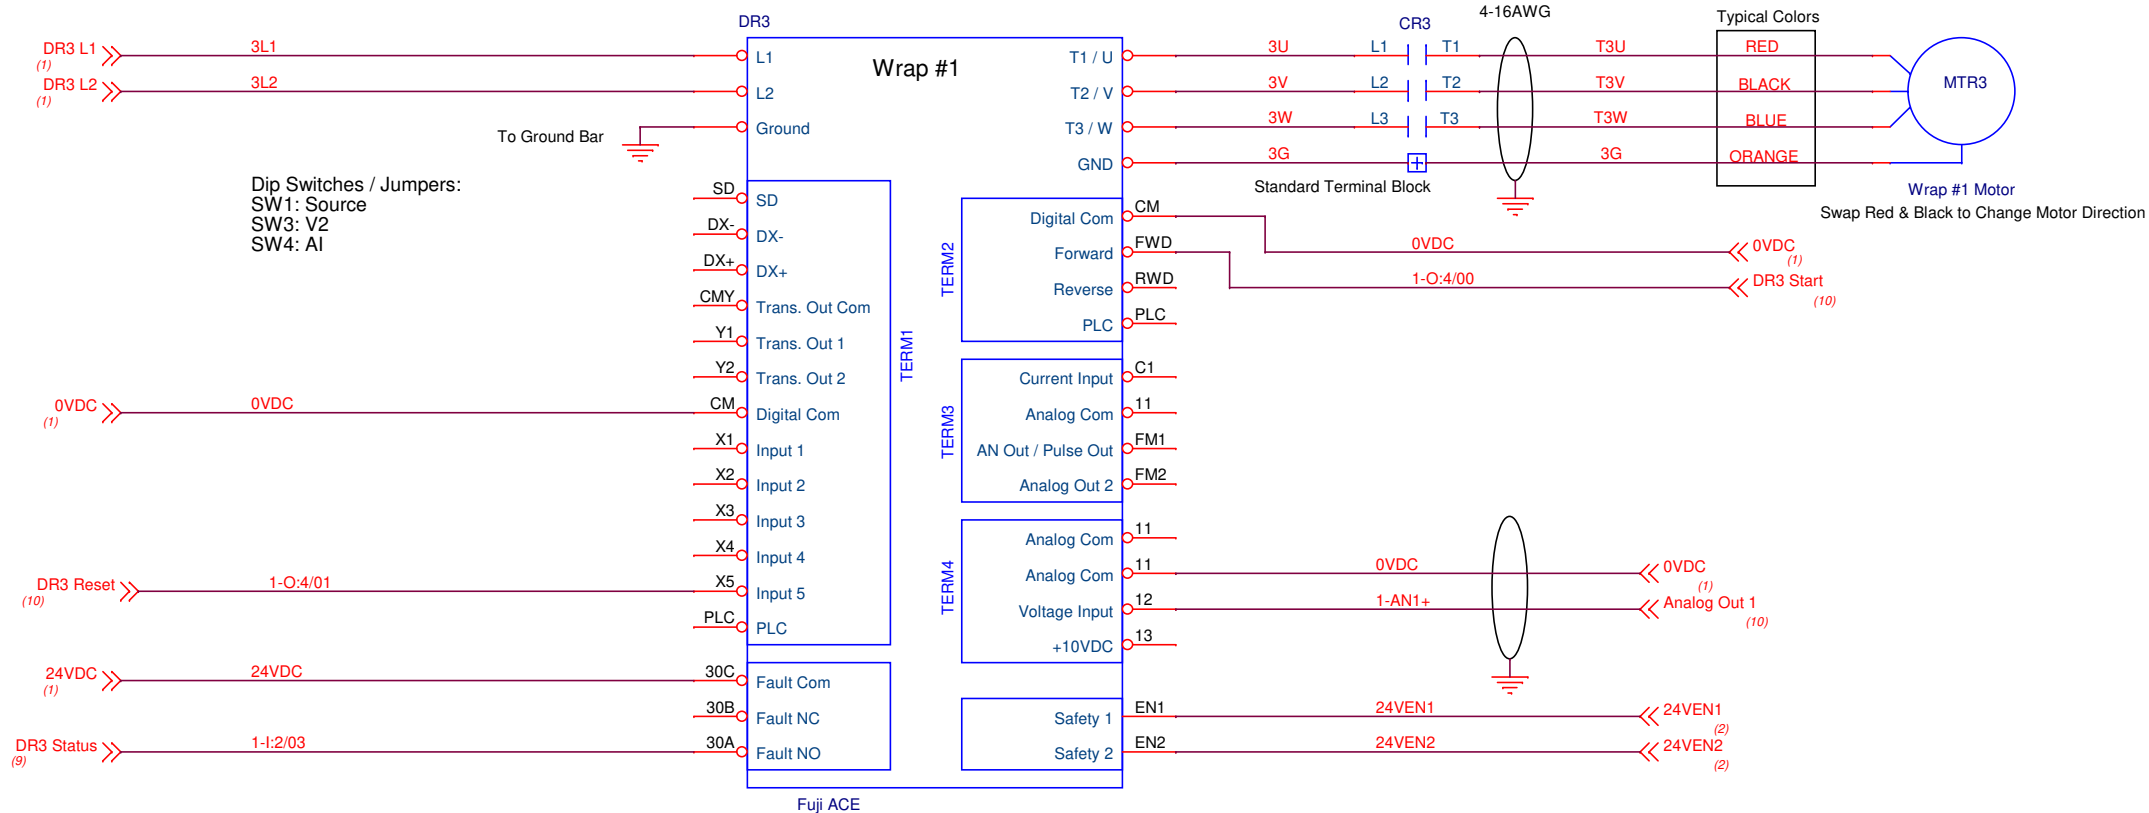 DR3
CR3
4-16AWG
Typical Colors
DR3 L1
(1)
3L1
L1
Wrap #1
T1 / U
3U
L1
T1
T3U
RED
DR3 L2
(1)
3L2
L2
T2 / V
3V
L2
T2
T3V
BLACK
MTR3
To Ground Bar
Ground
T3 / W
3W
L3
T3
T3W
BLUE
GND
3G
3G
ORANGE
Standard Terminal Block
Wrap #1 Motor
Swap Red & Black to Change Motor Direction
Dip Switches / Jumpers:
SW1: Source
SW3: V2
SW4: AI
SD
SD
DX-
DX-
DX+
DX+
CMY
Trans. Out Com
Y1
Trans. Out 1
Y2
Trans. Out 2
0VDC
(1)
0VDC
CM
Digital Com
X1
Input 1
X2
Input 2
X3
Input 3
X4
Input 4
DR3 Reset
(10)
1-O:4/01
X5
Input 5
PLC
PLC
TERM1
24VDC
(1)
24VDC
30C
Fault Com
30B
Fault NC
DR3 Status
(9)
1-I:2/03
30A
Fault NO
TERM2
Digital Com
CM
0VDC
0VDC
(1)
Forward
FWD
1-O:4/00
DR3 Start
(10)
Reverse
RWD
PLC
PLC
TERM3
Current Input
C1
Analog Com
11
AN Out / Pulse Out
FM1
Analog Out 2
FM2
TERM4
Analog Com
11
Analog Com
11
0VDC
0VDC
(1)
Voltage Input
12
1-AN1+
Analog Out 1
(10)
+10VDC
13
Safety 1
EN1
24VEN1
24VEN1
(2)
Safety 2
EN2
24VEN2
24VEN2
(2)
Fuji ACE